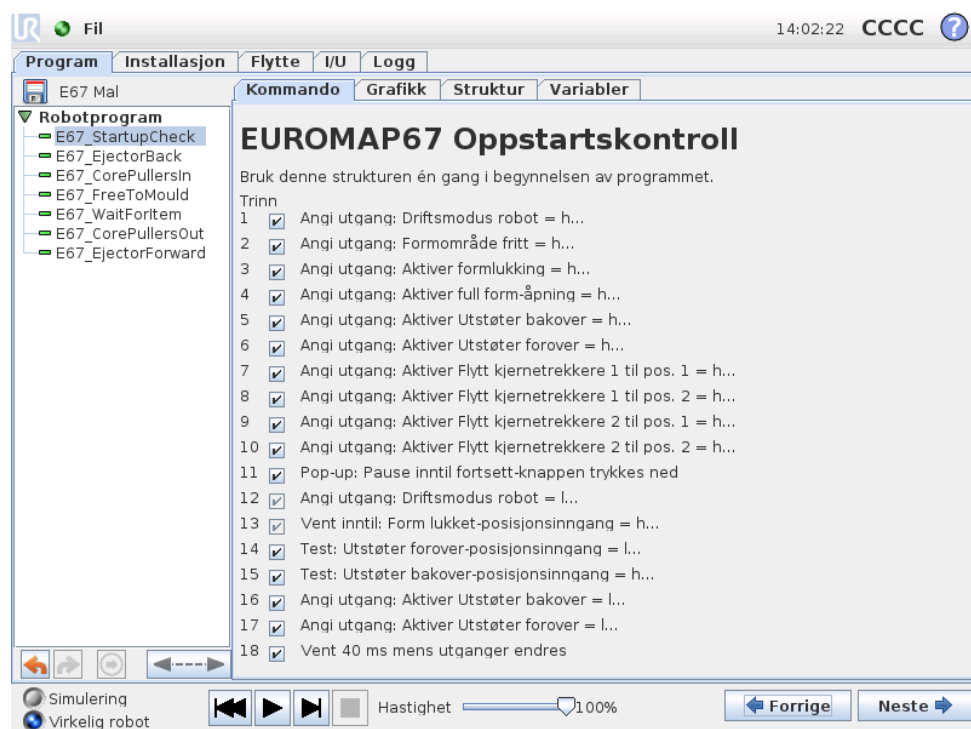 UR Fil 14:02:22 CCCC ?
Program Installasjon Flytte I/U Logg
E67 Mal
Kommando Grafikk Struktur Variabler
Robotprogram
E67_StartupCheck
E67_EjectorBack
E67_CorePullersIn
E67_FreeToMould
E67_WaitForItem
E67_CorePullersOut
E67_EjectorForward
EUROMAP67 Oppstartskontroll
Bruk denne strukturen én gang i begynnelsen av programmet.
Trinn
1 Angi utgang: Driftsmodus robot = h...
2 Angi utgang: Formområde fritt = h...
3 Angi utgang: Aktiver formlukking = h...
4 Angi utgang: Aktiver full form-åpning = h...
5 Angi utgang: Aktiver Utstøter bakover = h...
6 Angi utgang: Aktiver Utstøter forover = h...
7 Angi utgang: Aktiver Flytt kjernetrekkere 1 til pos. 1 = h...
8 Angi utgang: Aktiver Flytt kjernetrekkere 1 til pos. 2 = h...
9 Angi utgang: Aktiver Flytt kjernetrekkere 2 til pos. 1 = h...
10 Angi utgang: Aktiver Flytt kjernetrekkere 2 til pos. 2 = h...
11 Pop-up: Pause inntil fortsett-knappen trykkes ned
12 Angi utgang: Driftsmodus robot = l...
13 Vent inntil: Form lukket-posisjonsinngang = h...
14 Test: Utstøter forover-posisjonsinngang = l...
15 Test: Utstøter bakover-posisjonsinngang = h...
16 Angi utgang: Aktiver Utstøter bakover = l...
17 Angi utgang: Aktiver Utstøter forover = l...
18 Vent 40 ms mens utganger endres
Simulering
Virkelig robot
Hastighet 100%
Forrige Neste